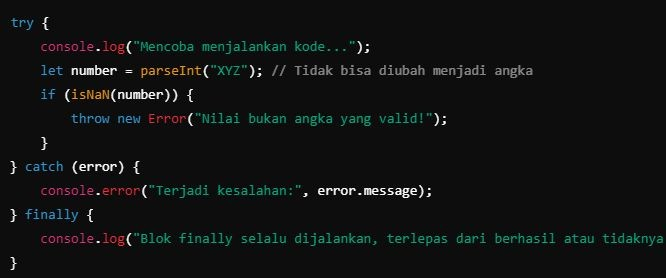 try {
    console.log("Mencoba menjalankan kode...");
    let number = parseInt("XYZ"); // Tidak bisa diubah menjadi angka
    if (isNaN(number)) {
        throw new Error("Nilai bukan angka yang valid!");
    }
} catch (error) {
    console.error("Terjadi kesalahan:", error.message);
} finally {
    console.log("Blok finally selalu dijalankan, terlepas dari berhasil atau tidaknya
}